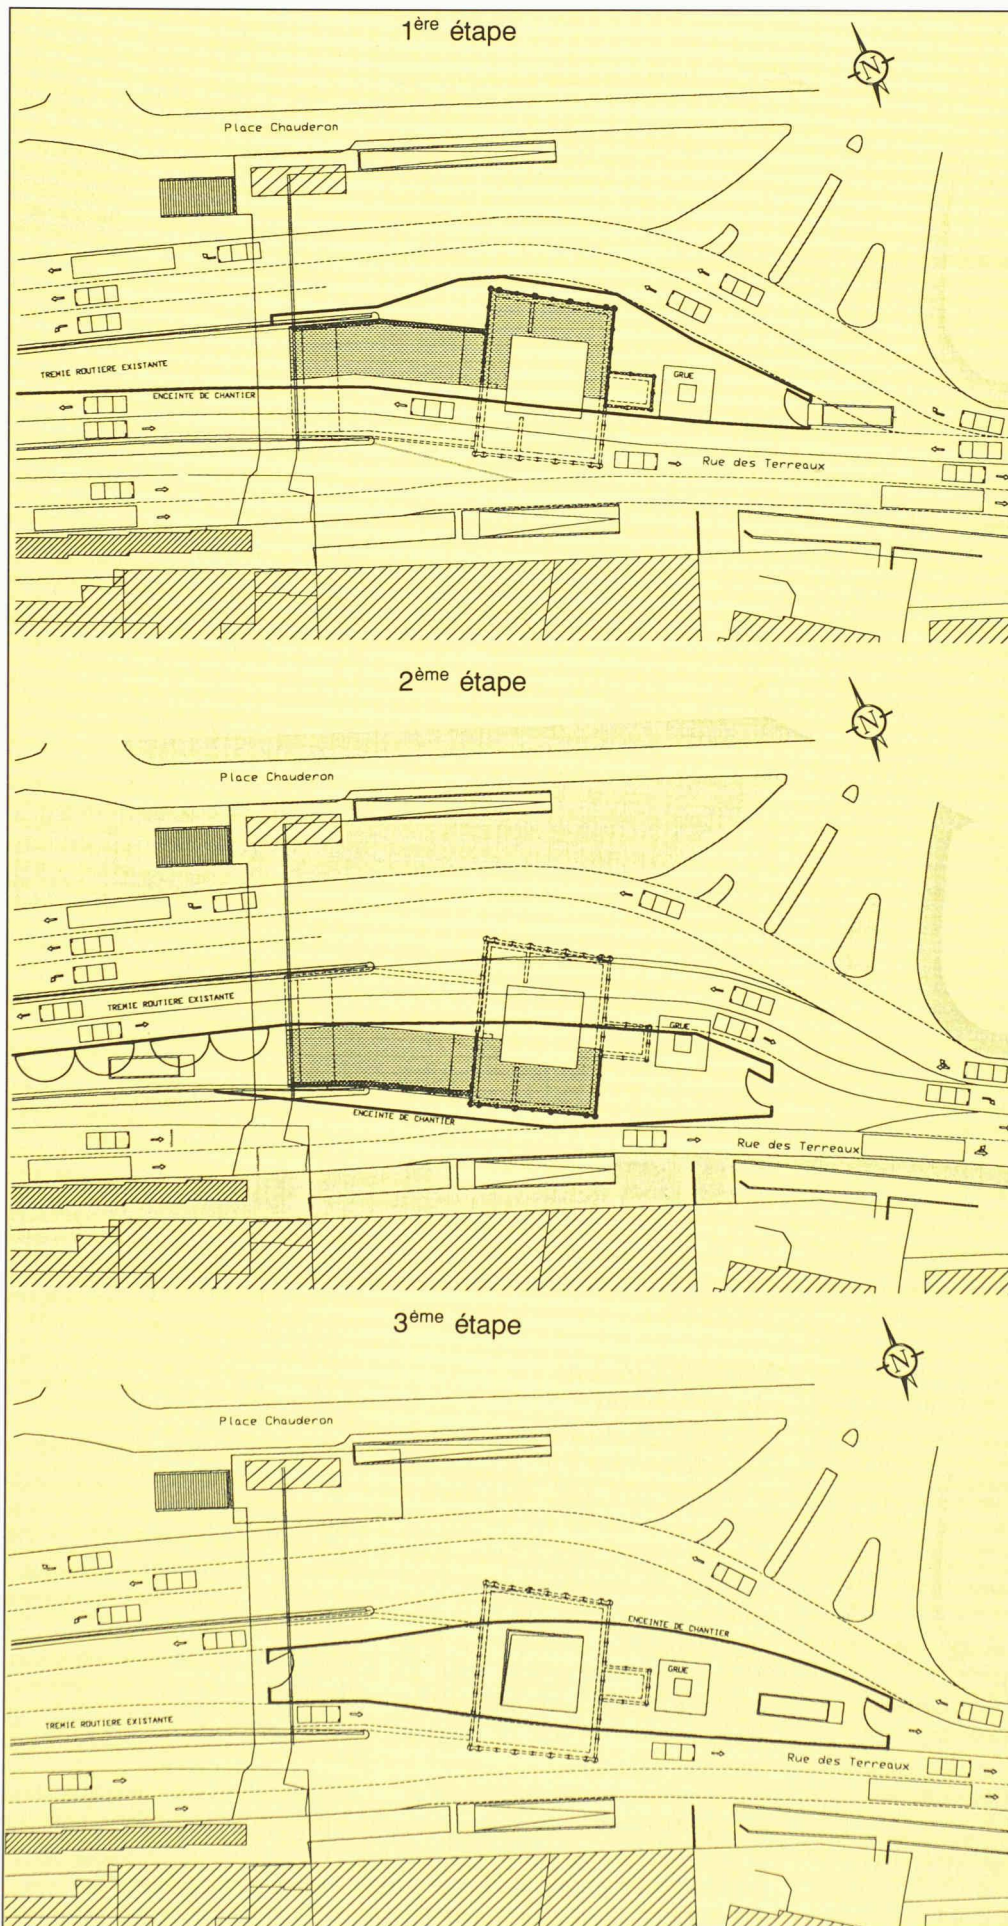 1ère étape
N
Place Chauderon
TREMIE ROUTIERE EXISTANTE
GRUE
ENCEINTE DE CHANTIER
Rue des Terreaux
2ème étape
N
Place Chauderon
TREMIE ROUTIERE EXISTANTE
GRUE
ENCEINTE DE CHANTIER
Rue des Terreaux
3ème étape
N
Place Chauderon
ENCEINTE DE CHANTIER
GRUE
TREMIE ROUTIERE EXISTANTE
Rue des Terreaux